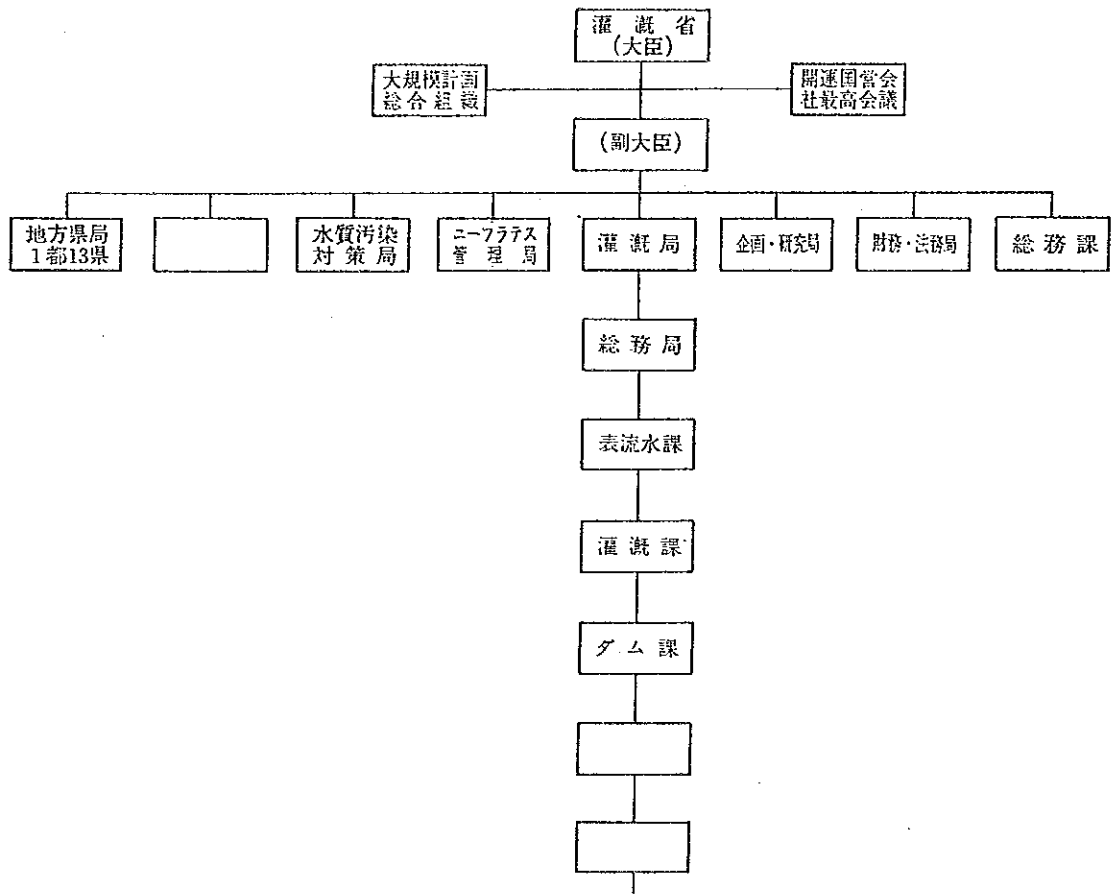 灌漑省
(大臣)
大規模計画
総合組織
開運国営会
社最高会議
(副大臣)
地方県局
1都13県
水質汚染
対策局
ユーフラテス
管理局
灌漑局
企画・研究局
財務・法務局
総務課
総務局
表流水課
灌漑課
ダム課